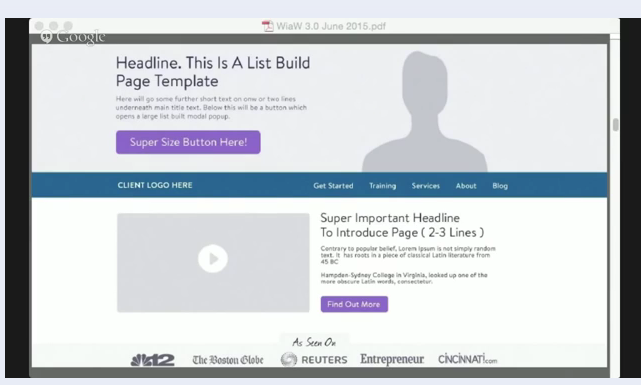 WiaW 3.0 June 2015.pdf
Google
Headline. This Is A List Build
Page Template
Here will go some further short text on one or two lines
underneath main title text. Below this will be a button which
opens a large list built modal popup.
Super Size Button Here!
CLIENT LOGO HERE
Get Started Training Services About Blog
Super Important Headline
To Introduce Page ( 2-3 Lines )
Contrary to popular belief, Lorem Ipsum is not simply random
text. It has roots in a piece of classical Latin literature from
45 BC
Hampden-Sydney College in Virginia, looked up one of the
more obscure Latin words, consectetur.
Find Out More
As Seen On
12 The Boston Globe REUTERS Entrepreneur CiNCiNNATI.com